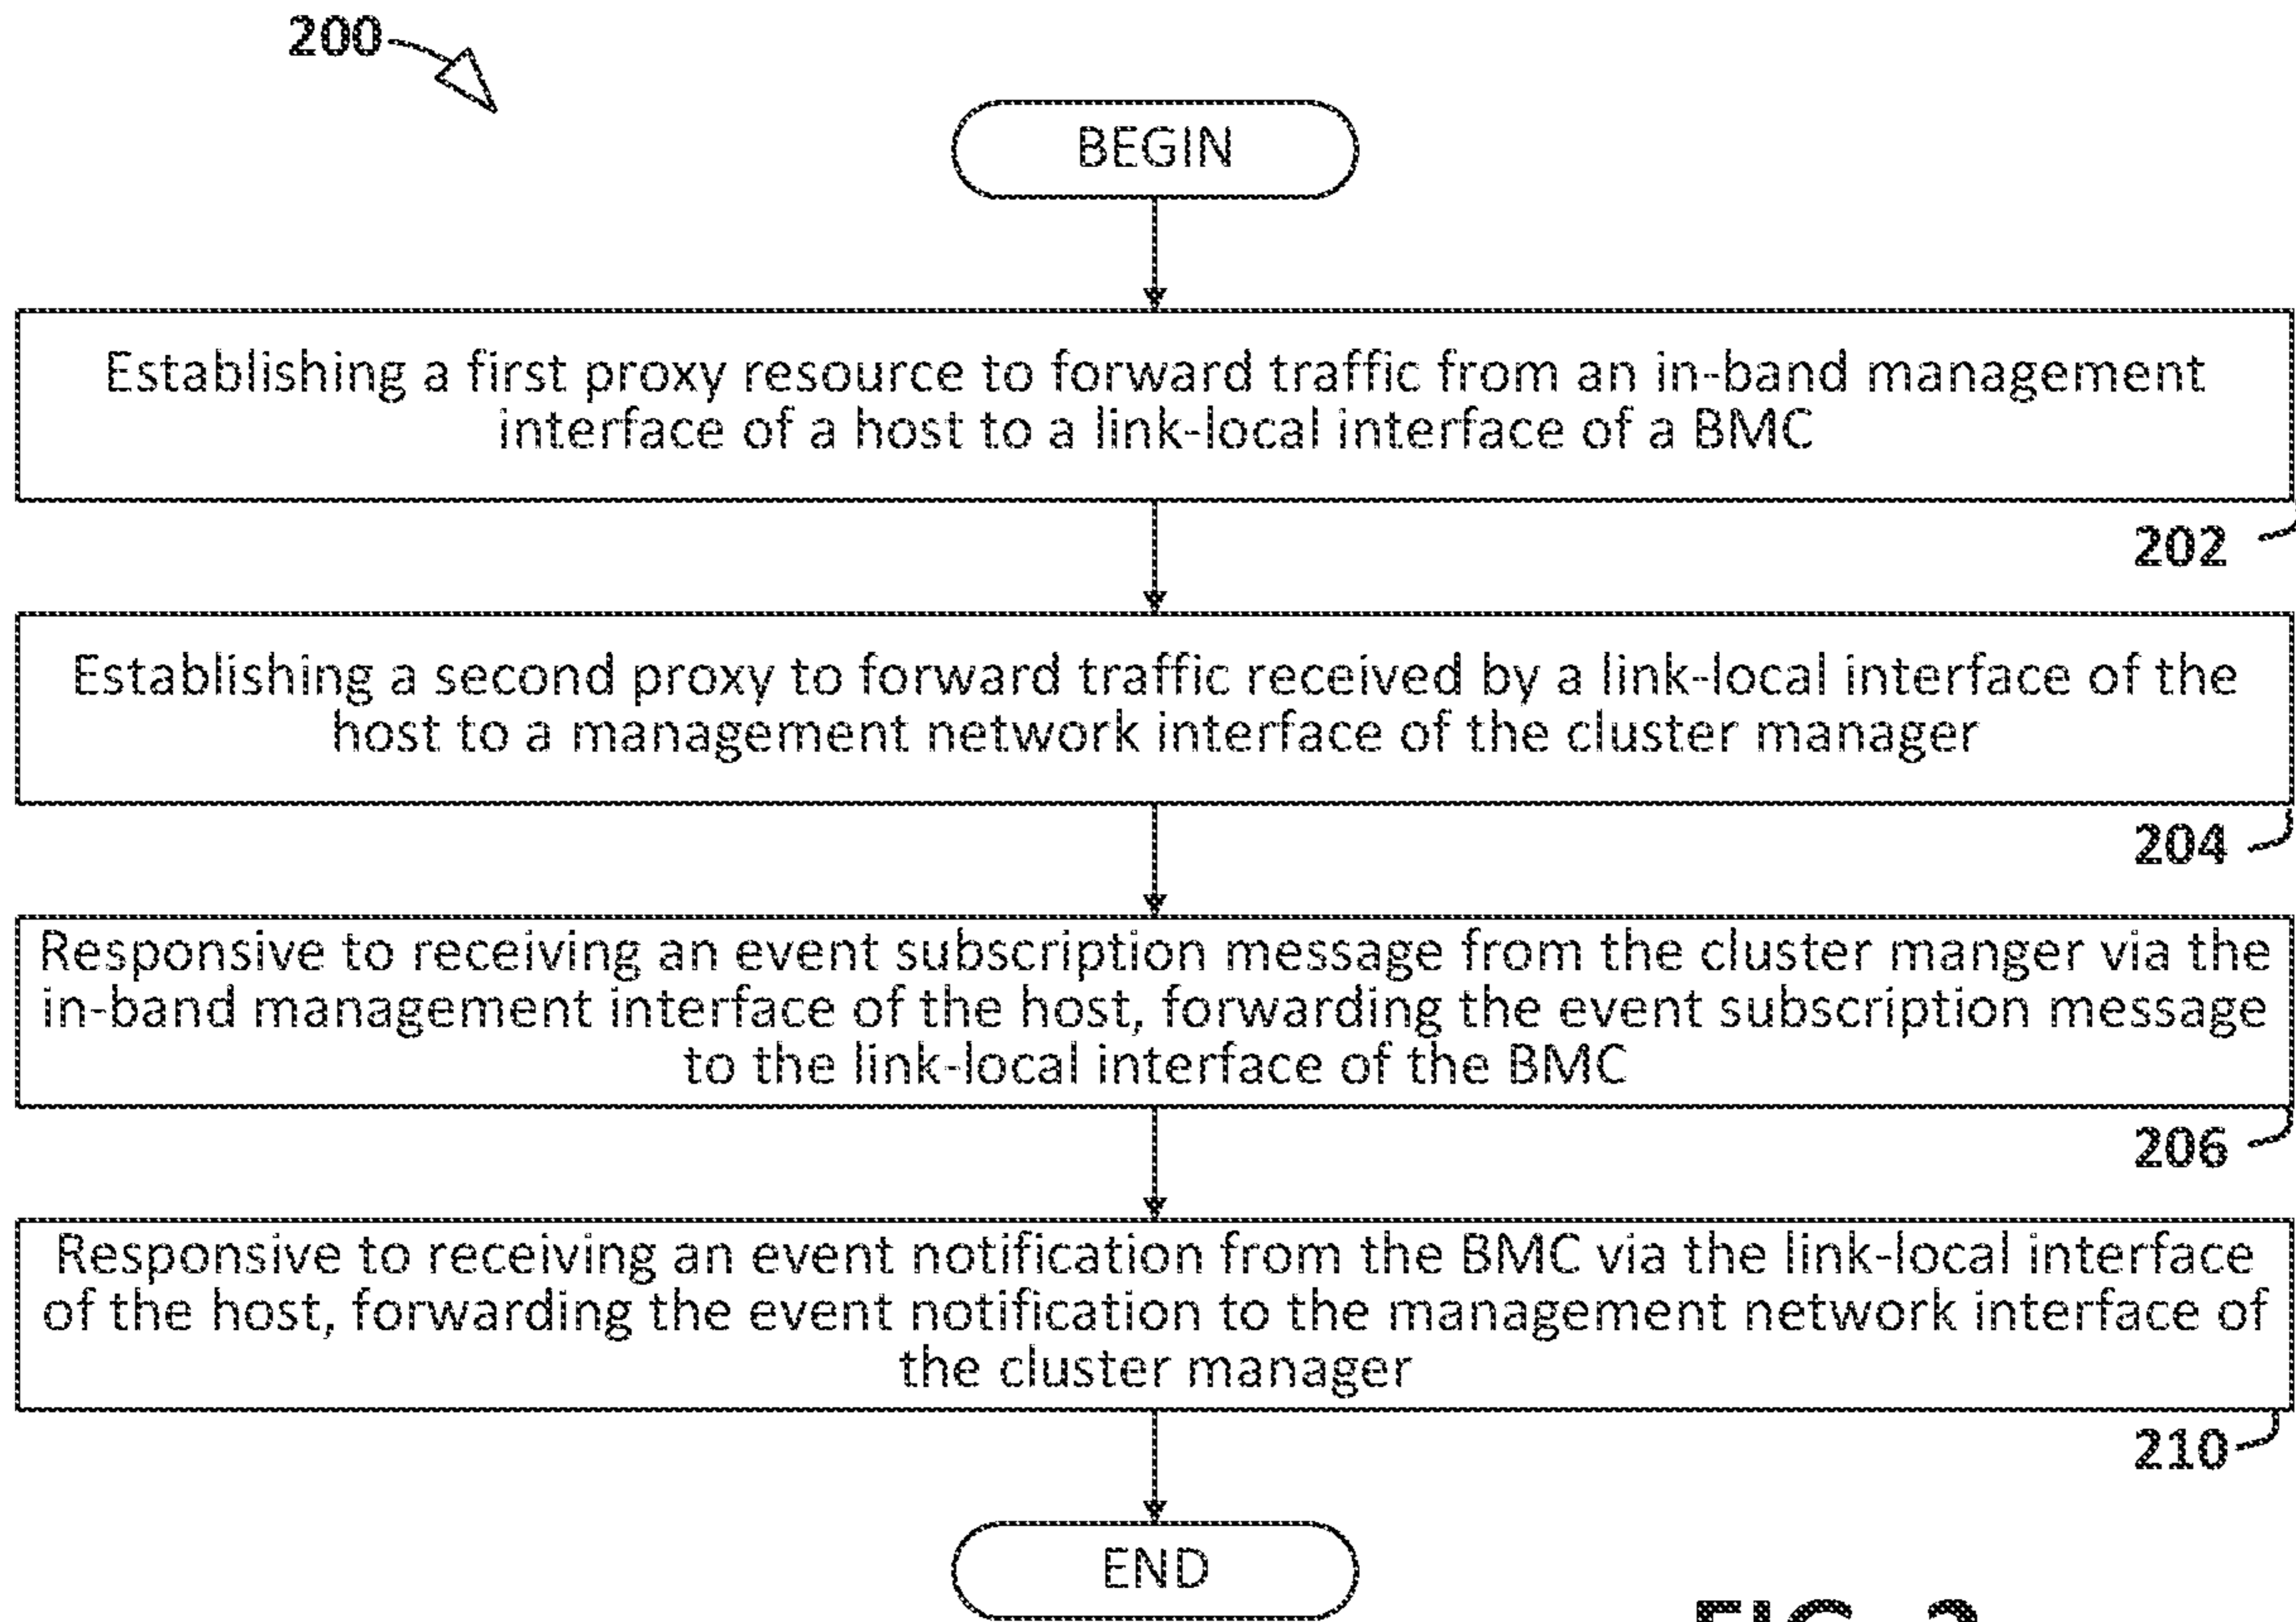 200
BEGIN
Establishing a first proxy resource to forward traffic from an in-band management
interface of a host to a link-local interface of a BMC
202
Establishing a second proxy to forward traffic received by a link-local interface of the
host to a management network interface of the cluster manager
204
Responsive to receiving an event subscription message from the cluster manger via the
in-band management interface of the host, forwarding the event subscription message
to the link-local interface of the BMC
206
Responsive to receiving an event notification from the BMC via the link-local interface
of the host, forwarding the event notification to the management network interface of
the cluster manager
210
END
FIG.